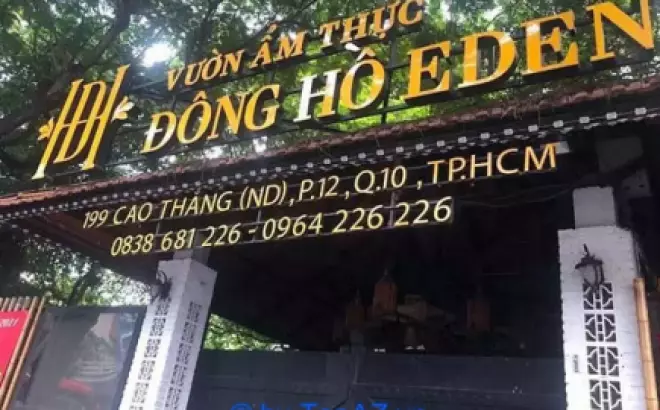 VƯỜN ẨM THỰC
ĐÔNG HỒ EDEN
199 CAO THẮNG (ND), P.12, Q.10, TP.HCM
0838 681 226 - 0964 226 226